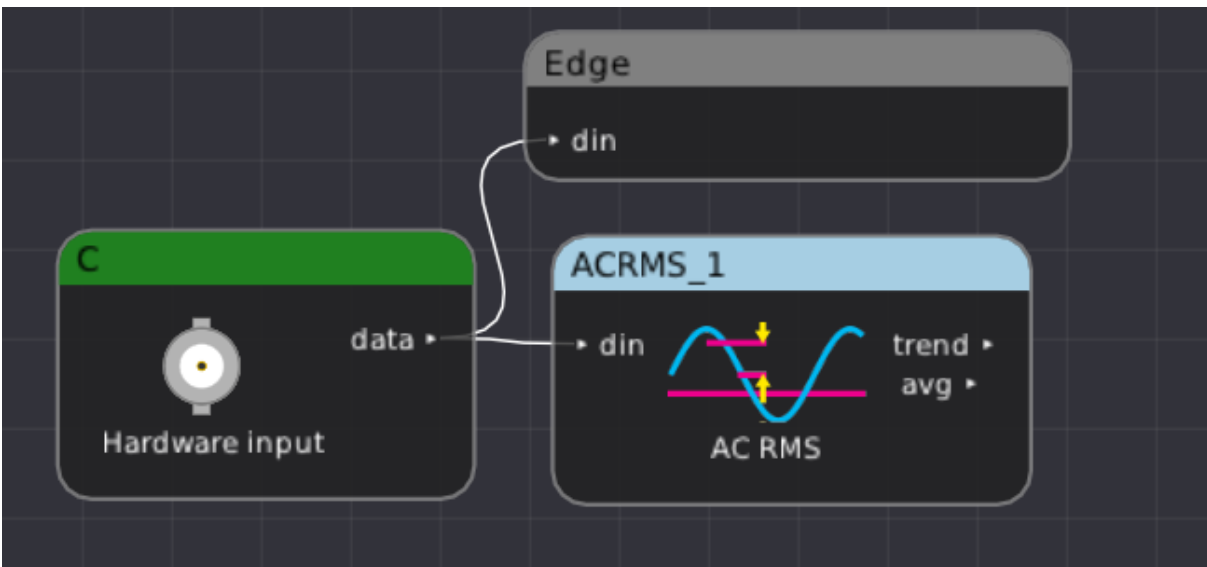 Edge
din
C
data
Hardware input
ACRMS_1
din
trend
avg
AC RMS